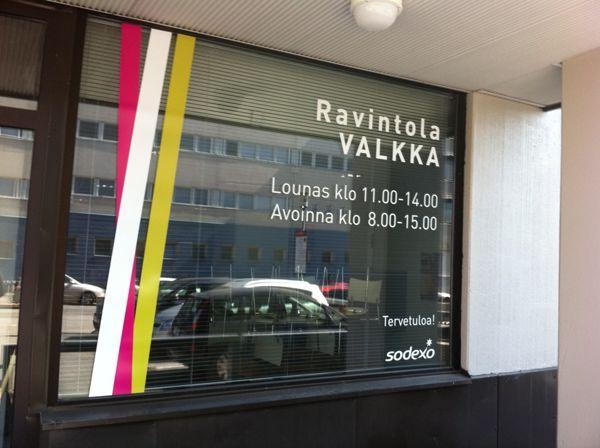 Ravintola
VALKKA
Lounas klo 11.00-14.00
Avoinna klo 8.00-15.00
Tervetuloa!
sodexo